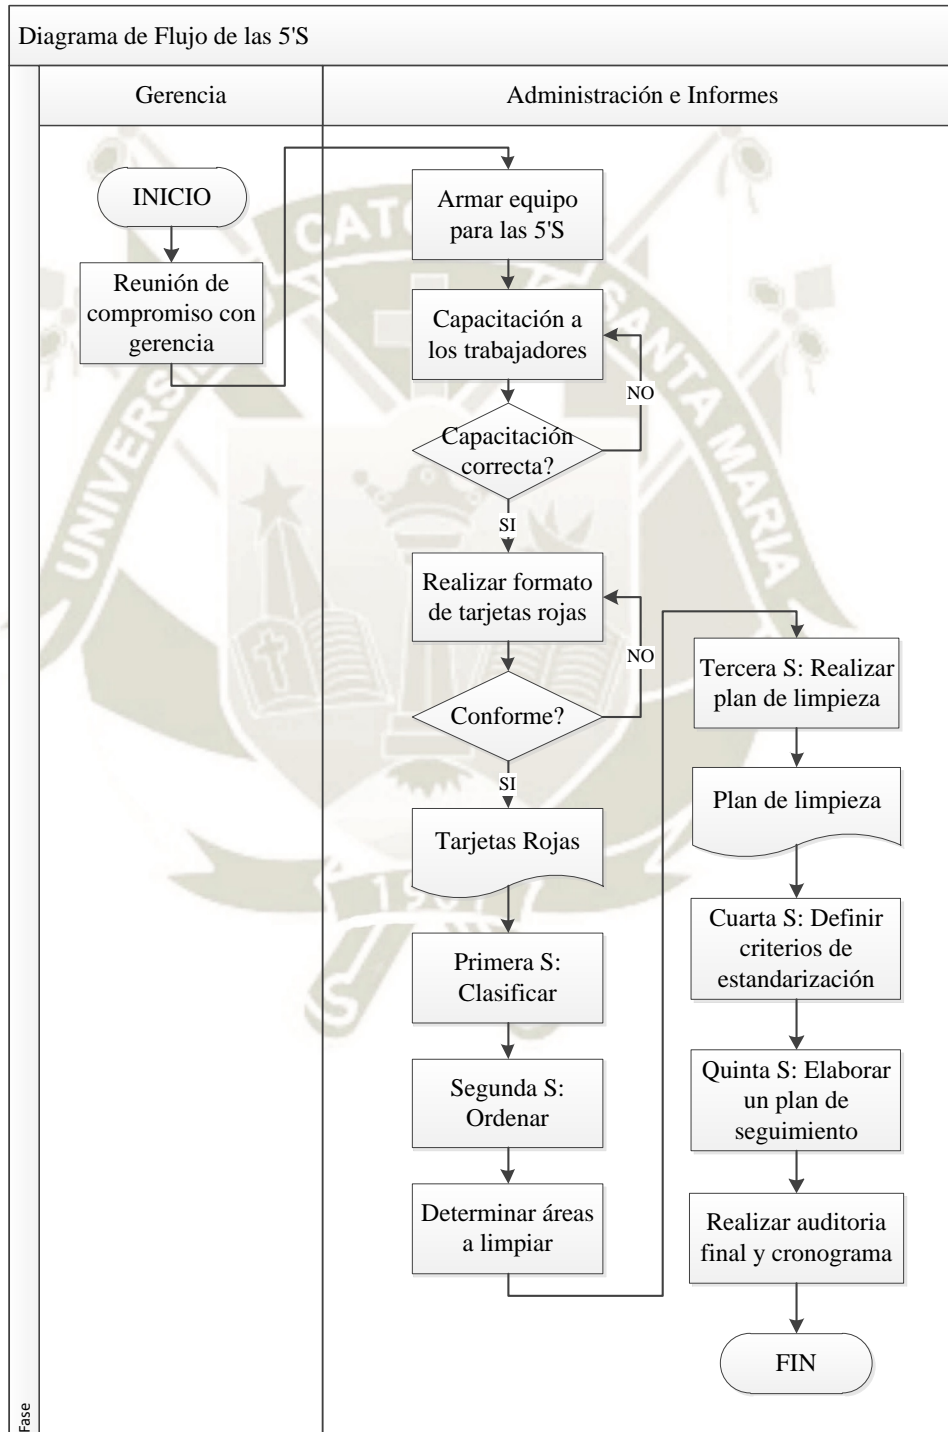 Diagrama de Flujo de las 5'S
Gerencia
Administración e Informes
INICIO
Reunión de
compromiso con
gerencia
Armar equipo
para las 5'S
Capacitación a
los trabajadores
NO
Capacitación
correcta?
SI
Realizar formato
de tarjetas rojas
NO
Conforme?
SI
Tarjetas Rojas
Primera S:
Clasificar
Segunda S:
Ordenar
Determinar áreas
a limpiar
Tercera S: Realizar
plan de limpieza
Plan de limpieza
Cuarta S: Definir
criterios de
estandarización
Quinta S: Elaborar
un plan de
seguimiento
Realizar auditoria
final y cronograma
FIN
Fase
SANTA MARIA